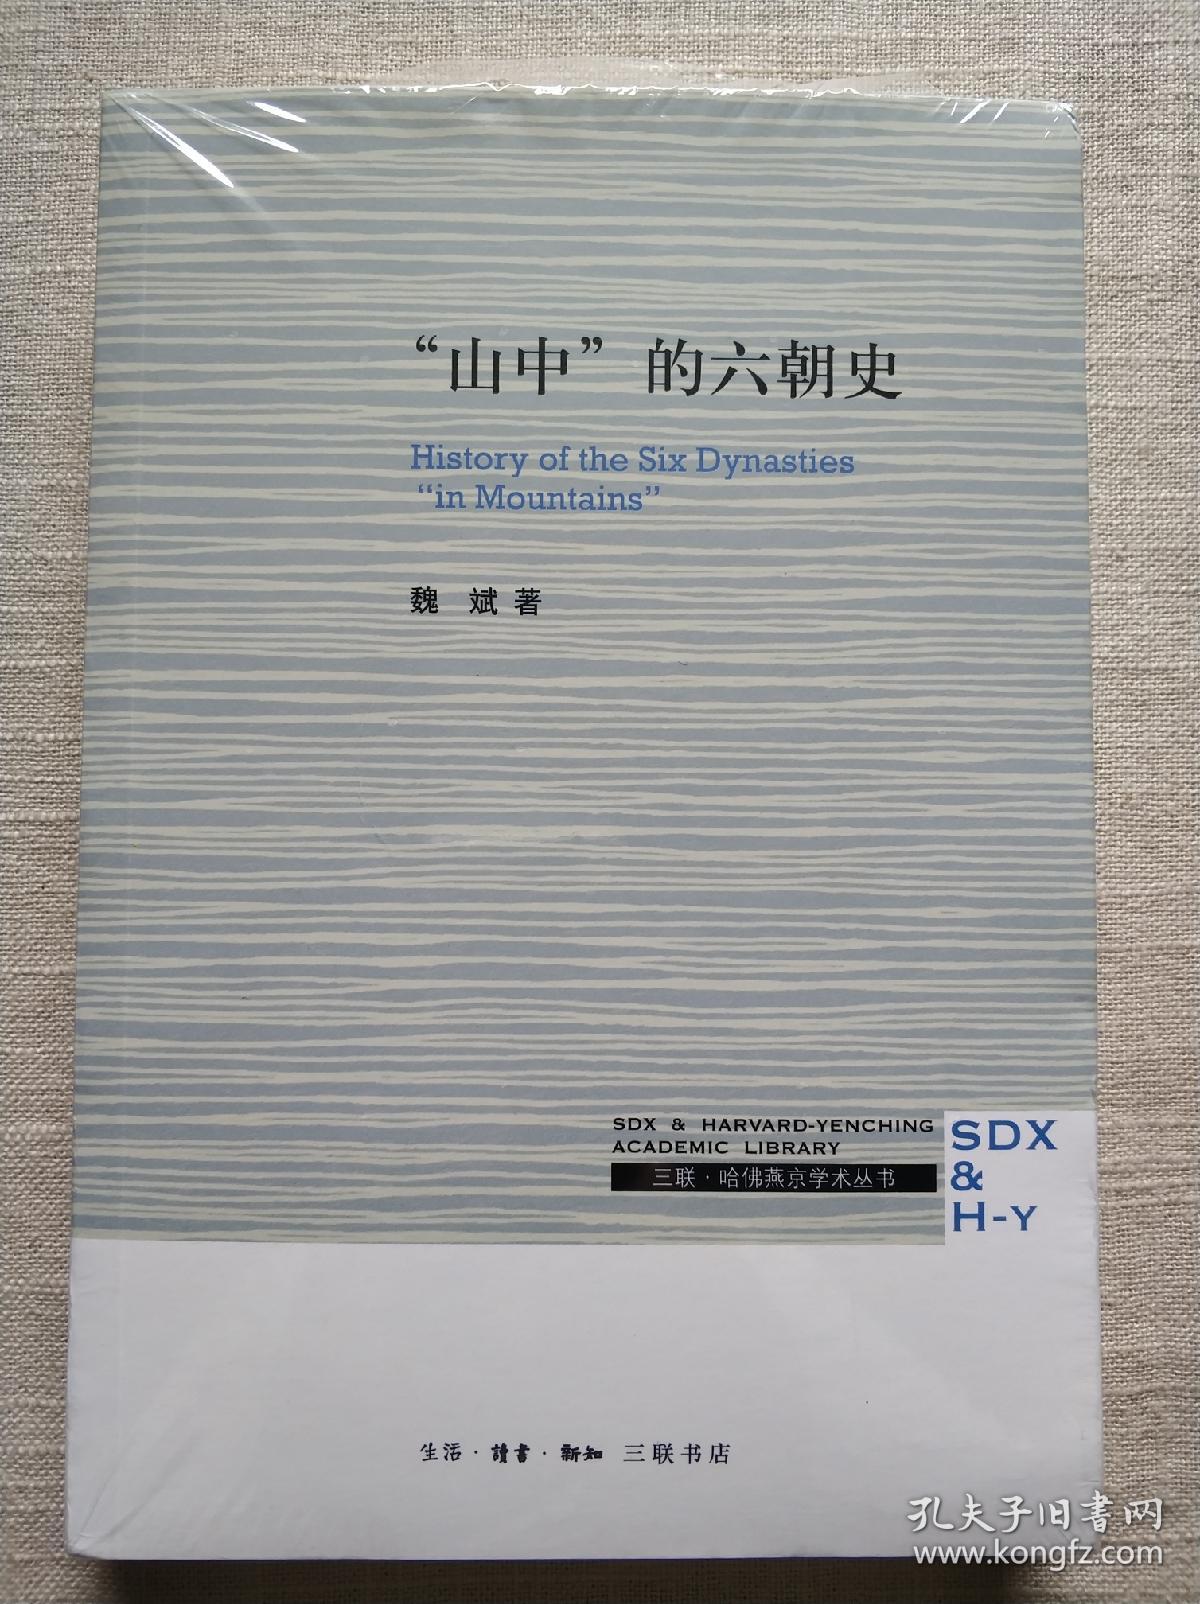 “山中”的六朝史
History of the Six Dynasties
“in Mountains”
魏 斌 著
SDX & HARVARD-YENCHING
ACADEMIC LIBRARY
三联·哈佛燕京学术丛书
SDX
&
H-Y
生活·讀書·新知 三联书店
孔夫子旧书网
www.kongfz.com